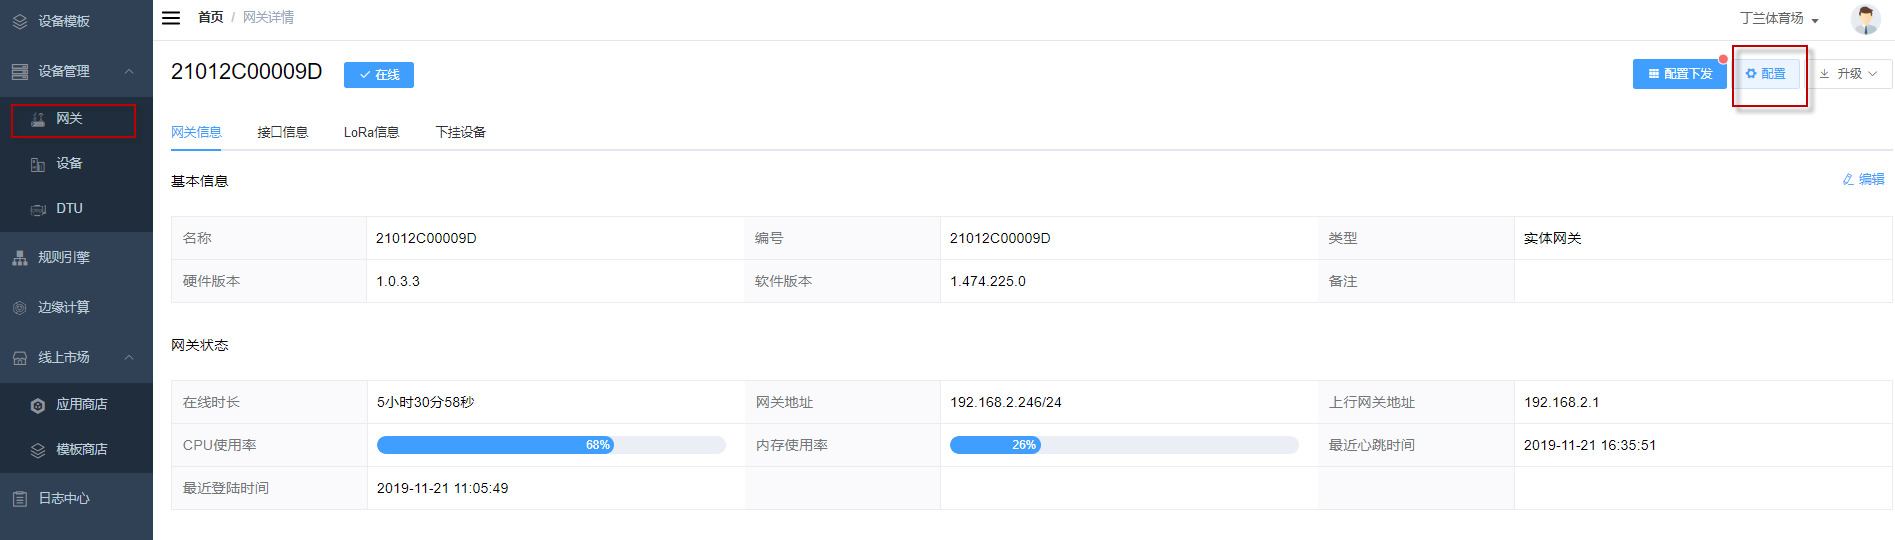 设备模板
设备管理
网关
设备
DTU
规则引擎
边缘计算
线上市场
应用商店
模板商店
日志中心
首页 / 网关详情
丁兰体育场
21012C00009D 在线
配置下发 配置 升级
网关信息 接口信息 LoRa信息 下挂设备
基本信息
编辑
名称 21012C00009D 编号 21012C00009D 类型 实体网关
硬件版本 1.0.3.3 软件版本 1.474.225.0 备注
网关状态
在线时长 5小时30分58秒 网关地址 192.168.2.246/24 上行网关地址 192.168.2.1
CPU使用率 68% 内存使用率 26% 最近心跳时间 2019-11-21 16:35:51
最近登陆时间 2019-11-21 11:05:49